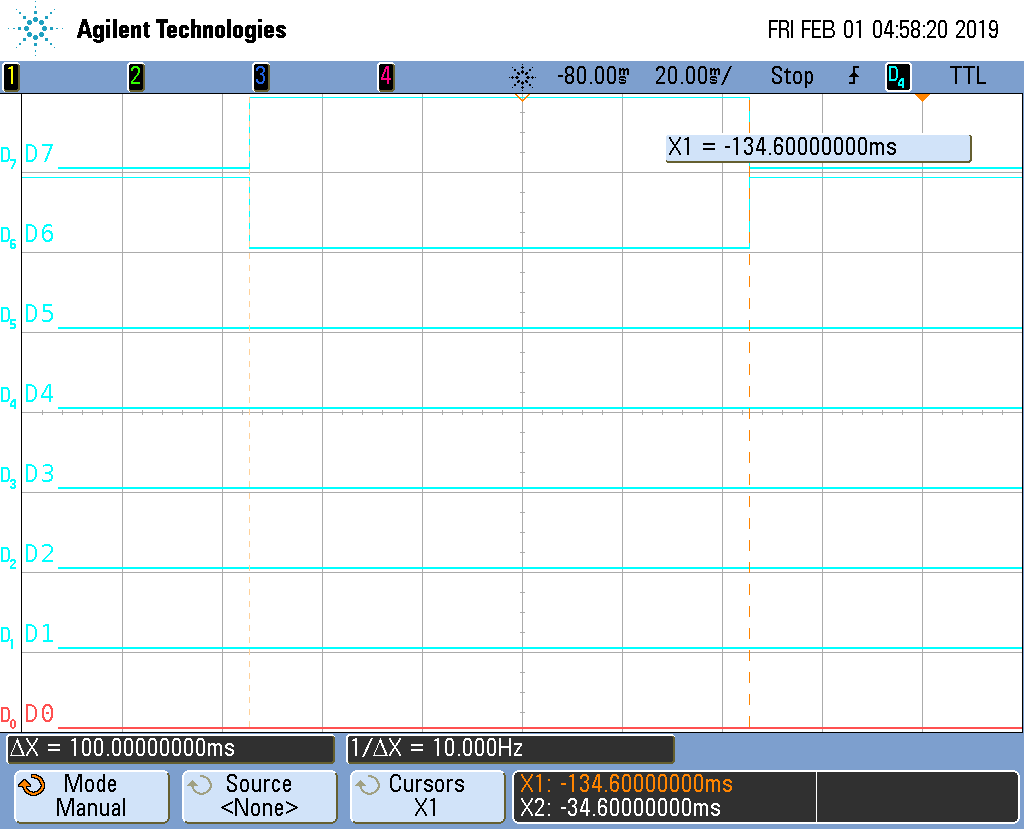 Agilent Technologies FRI FEB 01 04:58:20 2019
1 2 3 4 -80.00ms 20.00ms/ Stop D4 TTL
D7 D7
X1 = -134.60000000ms
D6 D6
D5 D5
D4 D4
D3 D3
D2 D2
D1 D1
D0 D0
ΔX = 100.00000000ms 1/ΔX = 10.000Hz
Mode
Manual
Source
<None>
Cursors
X1
X1: -134.60000000ms
X2: -34.60000000ms